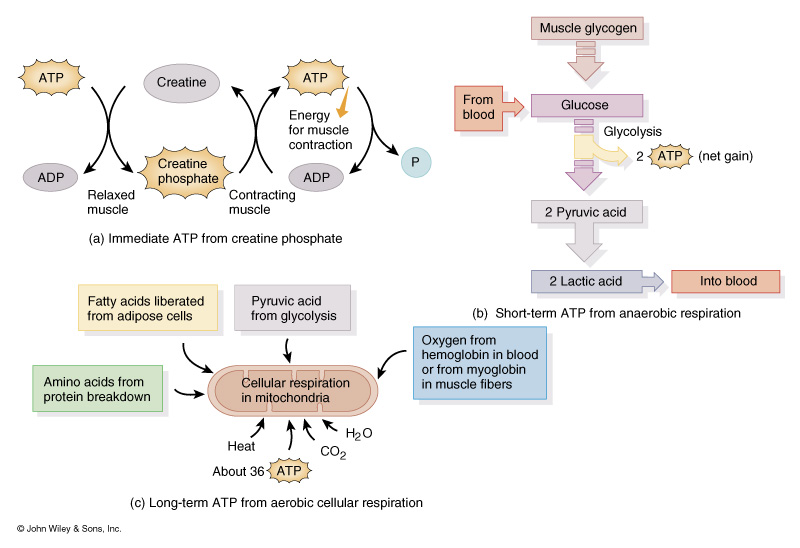 ATP
Creatine
ATP
Energy
for muscle
contraction
ADP
Creatine
phosphate
ADP
P
Relaxed
muscle
Contracting
muscle
(a) Immediate ATP from creatine phosphate
Muscle glycogen
From
blood
Glucose
Glycolysis
2 ATP (net gain)
2 Pyruvic acid
2 Lactic acid
Into blood
(b) Short-term ATP from anaerobic respiration
Fatty acids liberated
from adipose cells
Pyruvic acid
from glycolysis
Oxygen from
hemoglobin in blood
or from myoglobin
in muscle fibers
Amino acids from
protein breakdown
Cellular respiration
in mitochondria
Heat
About 36 ATP
CO2
H2O
(c) Long-term ATP from aerobic cellular respiration
© John Wiley & Sons, Inc.